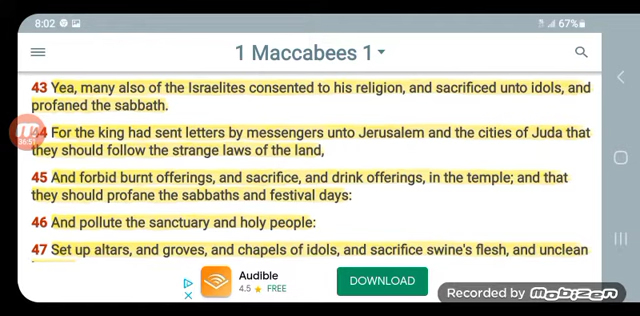 8:02
67%
1 Maccabees 1
43 Yea, many also of the Israelites consented to his religion, and sacrificed unto idols, and
profaned the sabbath.
44 For the king had sent letters by messengers unto Jerusalem and the cities of Juda that
06:51
they should follow the strange laws of the land,
45 And forbid burnt offerings, and sacrifice, and drink offerings, in the temple; and that
they should profane the sabbaths and festival days:
46 And pollute the sanctuary and holy people:
47 Set up altars, and groves, and chapels of idols, and sacrifice swine's flesh, and unclean
Audible
4.5 ★ FREE
DOWNLOAD
Recorded by mobizen